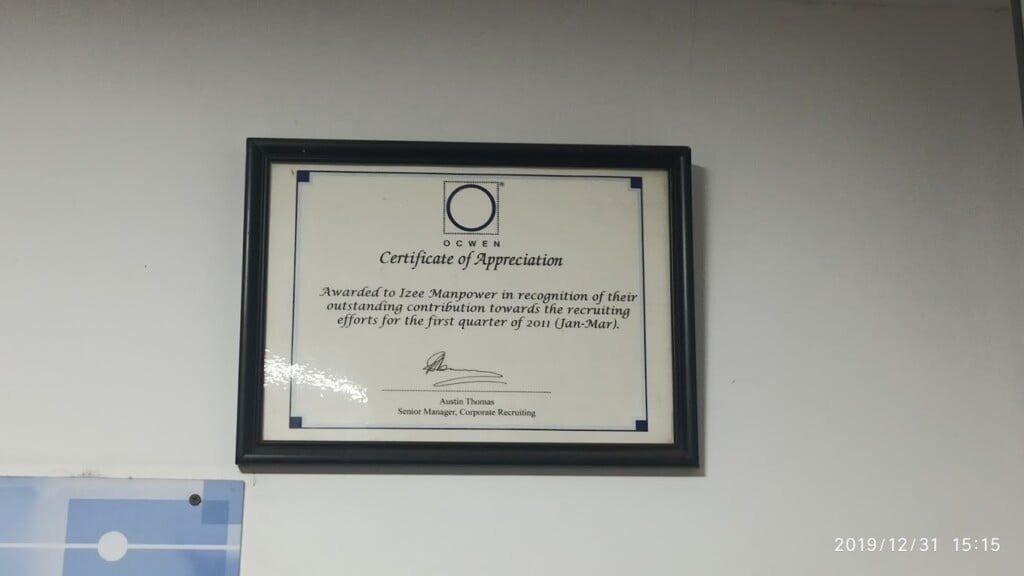 ®
OCWEN
Certificate of Appreciation
Awarded to Izee Manpower in recognition of their
outstanding contribution towards the recruiting
efforts for the first quarter of 2011 (Jan-Mar).
Austin Thomas
Senior Manager, Corporate Recruiting
2019/12/31 15:15